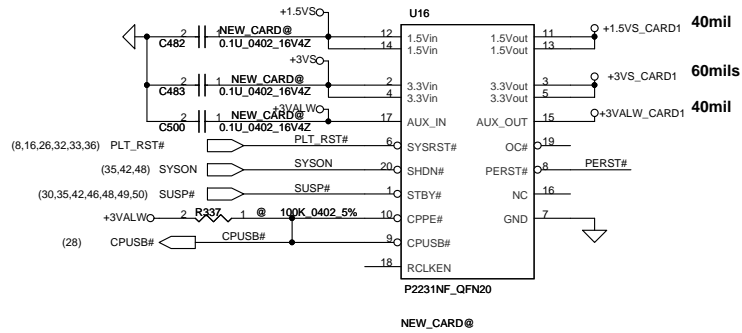 +1.5VS
U16
C482
2
1
NEW_CARD@
0.1U_0402_16V4Z
12
14
1.5Vin
1.5Vin
1.5Vout
1.5Vout
11
13
+1.5VS_CARD1
40mil
+3VS
C483
2
1
NEW_CARD@
0.1U_0402_16V4Z
2
4
3.3Vin
3.3Vin
3.3Vout
3.3Vout
3
5
+3VS_CARD1
60mils
+3VALW
C500
2
1
NEW_CARD@
0.1U_0402_16V4Z
17
AUX_IN
AUX_OUT
15
+3VALW_CARD1
40mil
(8,16,26,32,33,36)
PLT_RST#
PLT_RST#
6
SYSRST#
OC#
19
(35,42,48)
SYSON
SYSON
20
SHDN#
PERST#
8
PERST#
(30,35,42,46,48,49,50)
SUSP#
SUSP#
1
STBY#
NC
16
+3VALW
2
R337
1
@
100K_0402_5%
10
CPPE#
GND
7
(28)
CPUSB#
CPUSB#
9
CPUSB#
18
RCLKEN
P2231NF_QFN20
NEW_CARD@